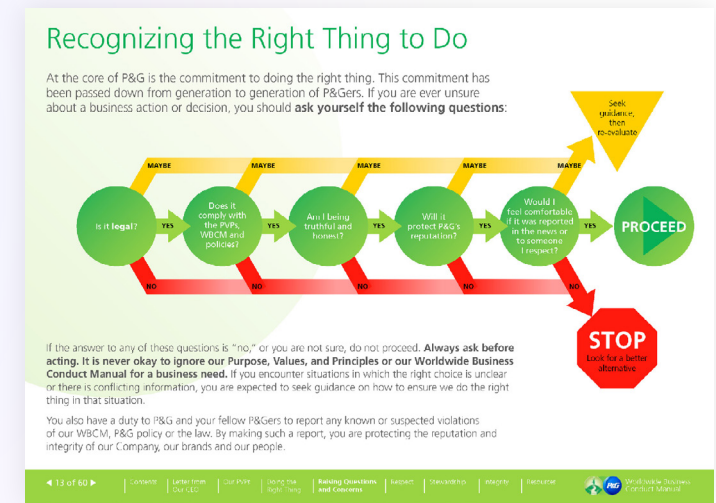 Recognizing the Right Thing to Do
At the core of P&G is the commitment to doing the right thing. This commitment has
been passed down from generation to generation of P&Gers. If you are ever unsure
about a business action or decision, you should ask yourself the following questions:
Seek
guidance,
then
re-evaluate
MAYBE
MAYBE
MAYBE
MAYBE
MAYBE
Is it legal?
YES
Does it
comply with
the PVPs,
WBCM and
policies?
YES
Am I being
truthful and
honest?
YES
Will it
protect P&G's
reputation?
YES
Would I
feel comfortable
if it was reported
in the news or
to someone
I respect?
YES
PROCEED
NO
NO
NO
NO
NO
STOP
Look for a better
alternative
If the answer to any of these questions is "no," or you are not sure, do not proceed. Always ask before
acting. It is never okay to ignore our Purpose, Values, and Principles or our Worldwide Business
Conduct Manual for a business need. If you encounter situations in which the right choice is unclear
or there is conflicting information, you are expected to seek guidance on how to ensure we do the right
thing in that situation.
You also have a duty to P&G and your fellow P&Gers to report any known or suspected violations
of our WBCM, P&G policy or the law. By making such a report, you are protecting the reputation and
integrity of our Company, our brands and our people.
13 of 60
Contents
Letter from
Our CEO
Our PVPs
Doing the
Right Thing
Raising Questions
and Concerns
Respect
Stewardship
Integrity
Resources
P&G
Worldwide Business
Conduct Manual